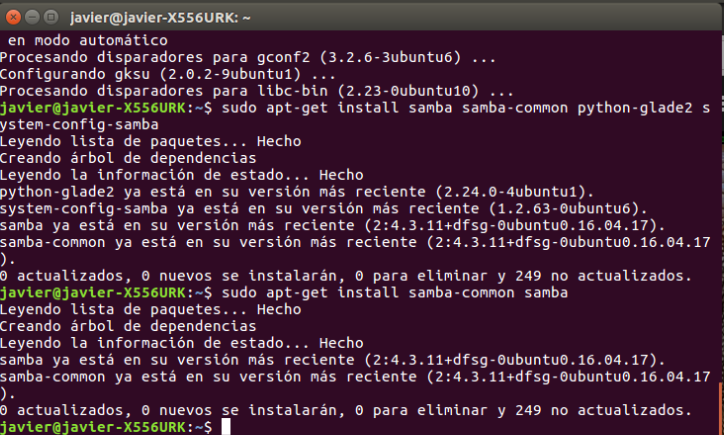 javier@javier-X556URK: ~
en modo automático
Procesando disparadores para gconf2 (3.2.6-3ubuntu6) ...
Configurando gksu (2.0.2-9ubuntu1) ...
Procesando disparadores para libc-bin (2.23-0ubuntu10) ...
javier@javier-X556URK:~$ sudo apt-get install samba samba-common python-glade2 s
ystem-config-samba
Leyendo lista de paquetes... Hecho
Creando árbol de dependencias
Leyendo la información de estado... Hecho
python-glade2 ya está en su versión más reciente (2.24.0-4ubuntu1).
system-config-samba ya está en su versión más reciente (1.2.63-0ubuntu6).
samba ya está en su versión más reciente (2:4.3.11+dfsg-0ubuntu0.16.04.17).
samba-common ya está en su versión más reciente (2:4.3.11+dfsg-0ubuntu0.16.04.17
).
0 actualizados, 0 nuevos se instalarán, 0 para eliminar y 249 no actualizados.
javier@javier-X556URK:~$ sudo apt-get install samba-common samba
Leyendo lista de paquetes... Hecho
Creando árbol de dependencias
Leyendo la información de estado... Hecho
samba ya está en su versión más reciente (2:4.3.11+dfsg-0ubuntu0.16.04.17).
samba-common ya está en su versión más reciente (2:4.3.11+dfsg-0ubuntu0.16.04.17
).
0 actualizados, 0 nuevos se instalarán, 0 para eliminar y 249 no actualizados.
javier@javier-X556URK:~$